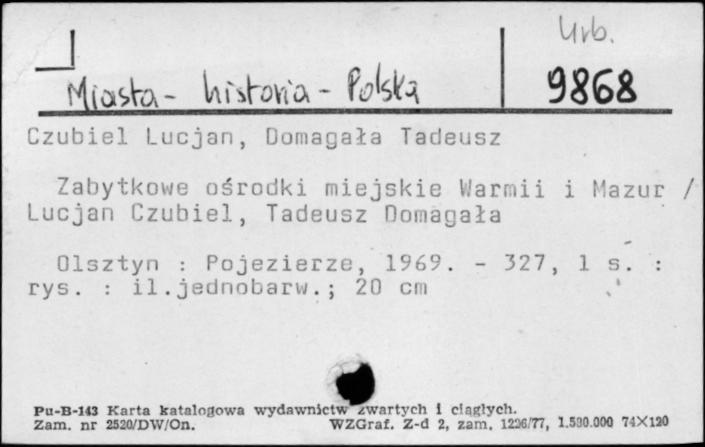 Urb.
Miasta - historia - Polska
9868
Czubiel Lucjan, Domagała Tadeusz
Zabytkowe ośrodki miejskie Warmii i Mazur /
Lucjan Czubiel, Tadeusz Domagała
Olsztyn : Pojezierze, 1969. - 327, 1 s. :
rys. : il.jednobarw.; 20 cm
Pu-B-143 Karta katalogowa wydawnictw zwartych i ciągłych.
Zam. nr 2520/DW/On. WZGraf. Z-d 2, zam. 1226/77, 1.500.000 74X120